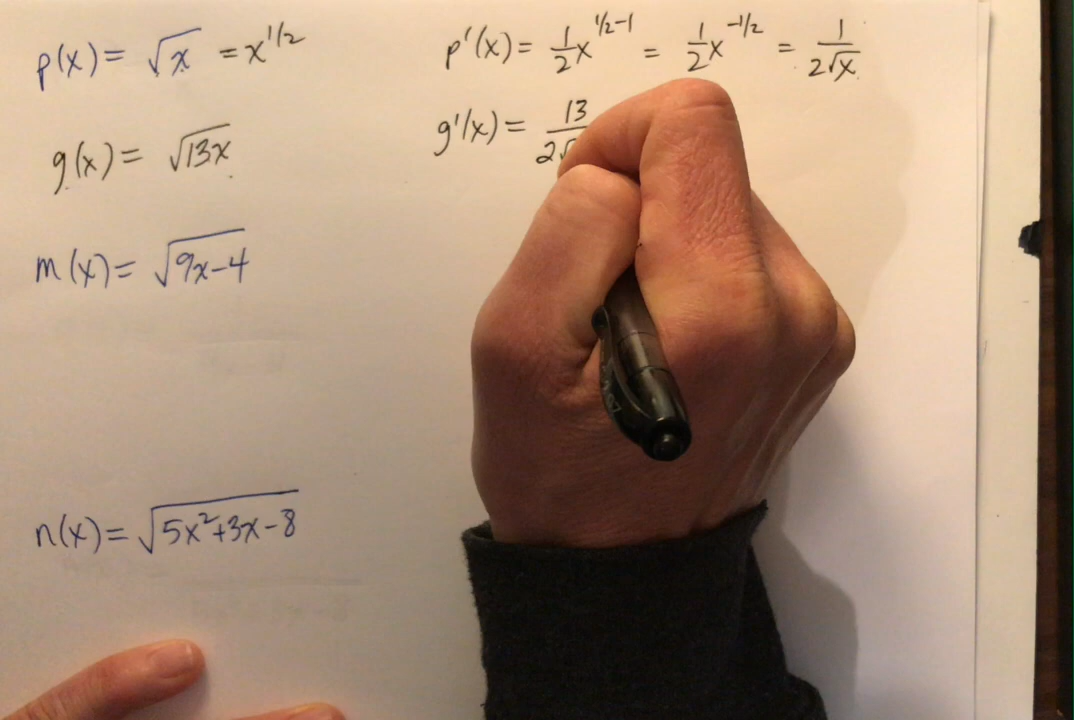 p(x) = √x = x^1/2 p'(x) = 1/2 x^1/2-1 = 1/2 x^-1/2 = 1/2√x
g(x) = √13x g'(x) = 13/2√
m(x) = √9x-4
n(x) = √5x²+3x-8